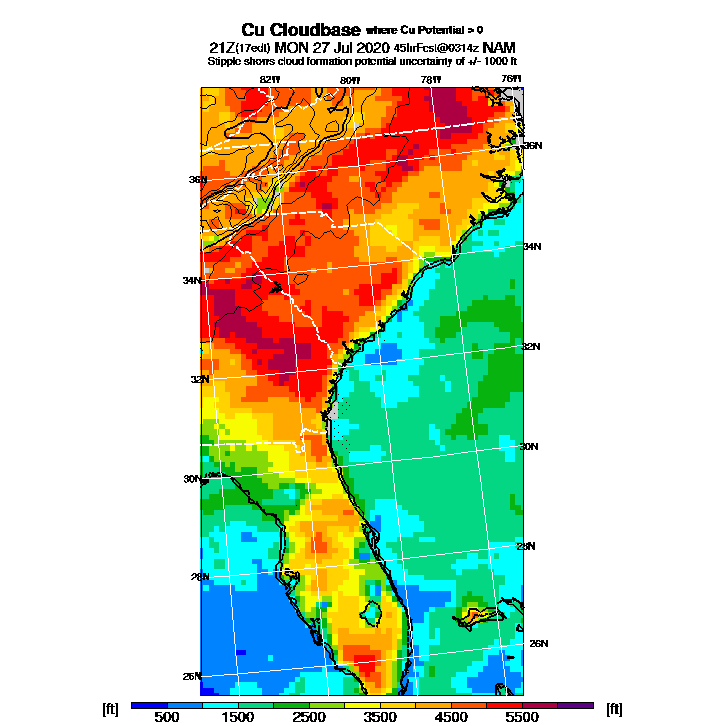 Cu Cloudbase where Cu Potential > 0
21Z(17edt) MON 27 Jul 2020 45hrFcst@0314z NAM
Stipple shows cloud formation potential uncertainty of +/- 1000 ft
82W 80W 78W 76W
36N
36N
34N
34N
32N
32N
30N
30N
28N
28N
26N
26N
[ft] 500 1500 2500 3500 4500 5500 [ft]